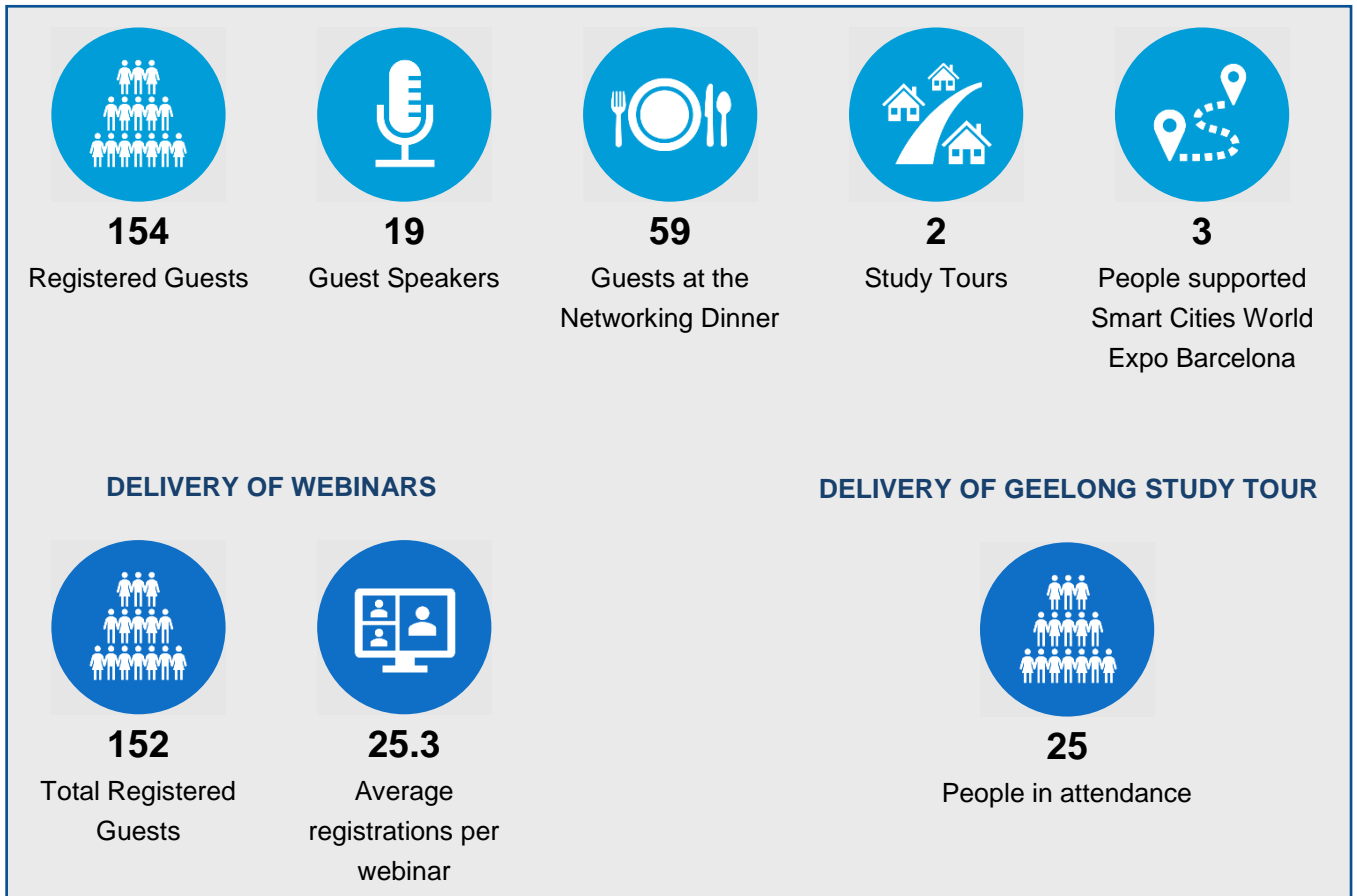 154
Registered Guests
19
Guest Speakers
59
Guests at the
Networking Dinner
2
Study Tours
3
People supported
Smart Cities World
Expo Barcelona
DELIVERY OF WEBINARS
152
Total Registered
Guests
25.3
Average
registrations per
webinar
DELIVERY OF GEELONG STUDY TOUR
25
People in attendance